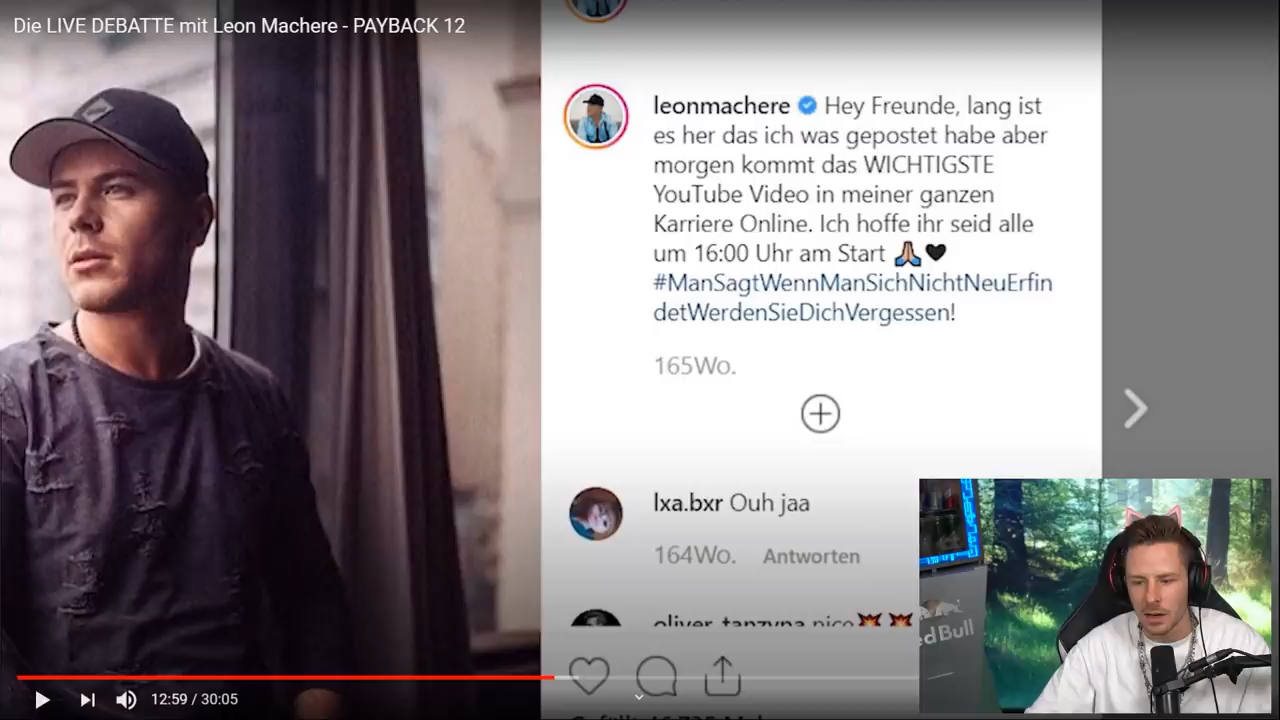 Die LIVE DEBATTE mit Leon Machere - PAYBACK 12
leonmachere Hey Freunde, lang ist
es her das ich was gepostet habe aber
morgen kommt das WICHTIGSTE
YouTube Video in meiner ganzen
Karriere Online. Ich hoffe ihr seid alle
um 16:00 Uhr am Start 🙏🏽🖤
#ManSagtWennManSichNichtNeuErfin
detWerdenSieDichVergessen!
165Wo.
lxa.bxr Ouh jaa
164Wo. Antworten
oliver_tanzyna nice💥💥
RedBull
12:59 / 30:05